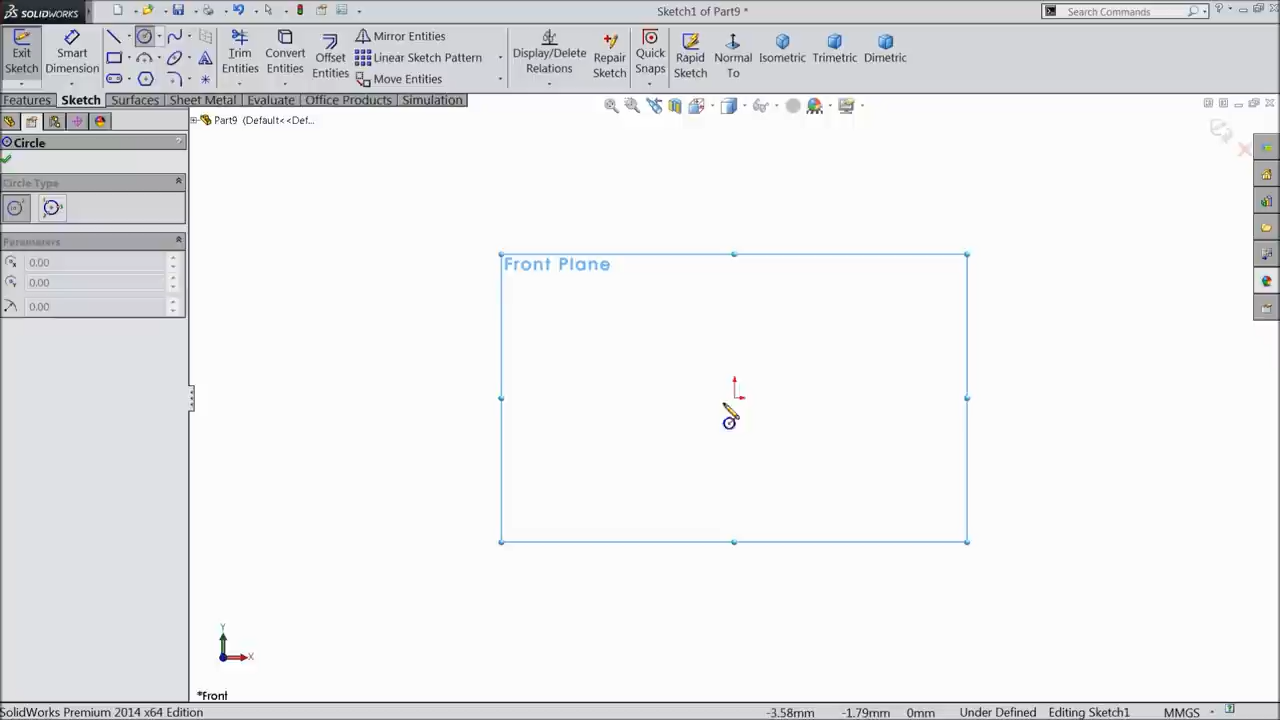 SOLIDWORKS
Sketch1 of Part9 *
Search Commands
Exit Sketch
Smart Dimension
Trim Entities
Convert Entities
Offset Entities
Mirror Entities
Linear Sketch Pattern
Move Entities
Display/Delete Relations
Repair Sketch
Quick Snaps
Rapid Sketch
Normal To
Isometric
Trimetric
Dimetric
Features Sketch Surfaces Sheet Metal Evaluate Office Products Simulation
Part9 (Default<<Def...
Circle
?
Circle Type
Parameters
0.00
0.00
0.00
Front Plane
Y
X
*Front
SolidWorks Premium 2014 x64 Edition
-3.58mm -1.79mm 0mm Under Defined Editing Sketch1 MMGS